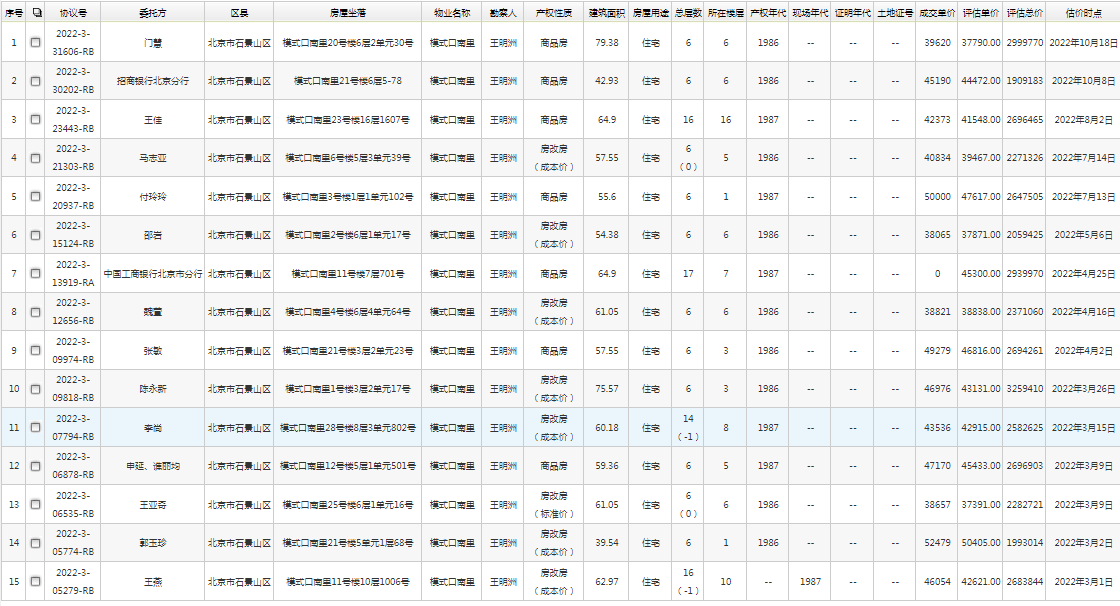 序号 协议号 委托方 区县 房屋坐落 物业名称 勘察人 产权性质 建筑面积 房屋用途 总层数 所在楼层 产权年代 现场年代 证明年代 土地证号 成交单价 评估单价 评估总价 估价时点
1 2022-3-31606-RB 门慧 北京市石景山区 模式口南里20号楼6层2单元30号 模式口南里 王明洲 商品房 79.38 住宅 6 6 1986 -- -- -- 39620 37790.00 2999770 2022年10月18日
2 2022-3-30202-RB 招商银行北京分行 北京市石景山区 模式口南里21号楼6层5-78 模式口南里 王明洲 商品房 42.93 住宅 6 6 1986 -- -- -- 45190 44472.00 1909183 2022年10月8日
3 2022-3-23443-RB 王佳 北京市石景山区 模式口南里23号楼16层1607号 模式口南里 王明洲 商品房 64.9 住宅 16 16 1987 -- -- -- 42373 41548.00 2696465 2022年8月2日
4 2022-3-21303-RB 马志亚 北京市石景山区 模式口南里6号楼5层3单元39号 模式口南里 王明洲 房改房（成本价） 57.55 住宅 6（0） 5 1986 -- -- -- 40834 39467.00 2271326 2022年7月14日
5 2022-3-20937-RB 付玲玲 北京市石景山区 模式口南里3号楼1层1单元102号 模式口南里 王明洲 商品房 55.6 住宅 6 1 1987 -- -- -- 50000 47617.00 2647505 2022年7月13日
6 2022-3-15124-RB 邵岩 北京市石景山区 模式口南里2号楼6层1单元17号 模式口南里 王明洲 房改房（成本价） 54.38 住宅 6 6 1986 -- -- -- 38065 37871.00 2059425 2022年5月6日
7 2022-3-13919-RA 中国工商银行北京市分行 北京市石景山区 模式口南里11号楼7层701号 模式口南里 王明洲 商品房 64.9 住宅 17 7 1987 -- -- -- 0 45300.00 2939970 2022年4月25日
8 2022-3-12656-RB 魏萱 北京市石景山区 模式口南里4号楼6层4单元64号 模式口南里 王明洲 房改房（成本价） 61.05 住宅 6 6 1986 -- -- -- 38821 38838.00 2371060 2022年4月16日
9 2022-3-09974-RB 张敏 北京市石景山区 模式口南里21号楼3层2单元23号 模式口南里 王明洲 商品房 57.55 住宅 6 3 1986 -- -- -- 49279 46816.00 2694261 2022年4月2日
10 2022-3-09818-RB 陈永新 北京市石景山区 模式口南里1号楼3层2单元17号 模式口南里 王明洲 房改房（成本价） 75.57 住宅 6 3 1986 -- -- -- 46976 43131.00 3259410 2022年3月26日
11 2022-3-07794-RB 李尚 北京市石景山区 模式口南里28号楼8层3单元802号 模式口南里 王明洲 房改房（成本价） 60.18 住宅 14（-1） 8 1987 -- -- -- 43536 42915.00 2582625 2022年3月15日
12 2022-3-06878-RB 申延、谁丽均 北京市石景山区 模式口南里12号楼5层1单元501号 模式口南里 王明洲 商品房 59.36 住宅 6 5 1987 -- -- -- 47170 45433.00 2696903 2022年3月9日
13 2022-3-06535-RB 王亚奇 北京市石景山区 模式口南里25号楼6层1单元16号 模式口南里 王明洲 房改房（标准价） 61.05 住宅 6（0） 6 1986 -- -- -- 38657 37391.00 2282721 2022年3月9日
14 2022-3-05774-RB 郭玉珍 北京市石景山区 模式口南里21号楼5单元1层68号 模式口南里 王明洲 房改房（成本价） 39.54 住宅 6 1 1986 -- -- -- 52479 50405.00 1993014 2022年3月2日
15 2022-3-05279-RB 王燕 北京市石景山区 模式口南里11号楼10层1006号 模式口南里 王明洲 房改房（成本价） 62.97 住宅 16（-1） 10 -- 1987 -- -- 46054 42621.00 2683844 2022年3月1日